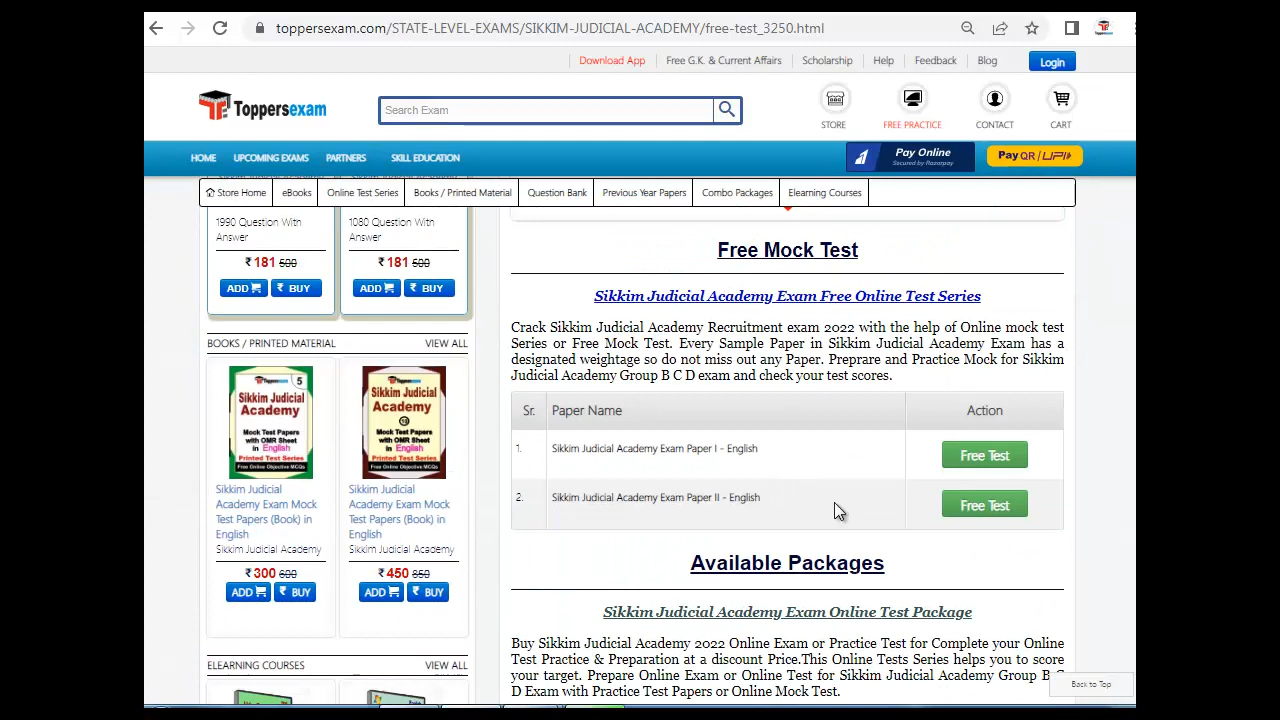 toppersexam.com/STATE-LEVEL-EXAMS/SIKKIM-JUDICIAL-ACADEMY/free-test_3250.html
Download App
Free G.K. & Current Affairs
Scholarship
Help
Feedback
Blog
Login
Toppersexam
Search Exam
STORE
FREE PRACTICE
CONTACT
CART
HOME
UPCOMING EXAMS
PARTNERS
SKILL EDUCATION
Pay Online
Secured by Razorpay
Pay QR / UPI
Store Home
eBooks
Online Test Series
Books / Printed Material
Question Bank
Previous Year Papers
Combo Packages
Elearning Courses
1990 Question With
Answer
₹ 181 500
ADD
₹ BUY
1080 Question With
Answer
₹ 181 500
ADD
₹ BUY
BOOKS / PRINTED MATERIAL
VIEW ALL
5
Sikkim Judicial
Academy
Mock Test Papers
with OMR Sheet
in English
Printed Test Series
Free Online Objective MCQs
Sikkim Judicial
Academy
10
Mock Test Papers
with OMR Sheet
in English
Printed Test Series
Free Online Objective MCQs
Sikkim Judicial
Academy Exam Mock
Test Papers (Book) in
English
Sikkim Judicial Academy
₹ 300 600
ADD
₹ BUY
Sikkim Judicial
Academy Exam Mock
Test Papers (Book) in
English
Sikkim Judicial Academy
₹ 450 850
ADD
₹ BUY
ELEARNING COURSES
VIEW ALL
Free Mock Test
Sikkim Judicial Academy Exam Free Online Test Series
Crack Sikkim Judicial Academy Recruitment exam 2022 with the help of Online mock test
Series or Free Mock Test. Every Sample Paper in Sikkim Judicial Academy Exam has a
designated weightage so do not miss out any Paper. Preprare and Practice Mock for Sikkim
Judicial Academy Group B C D exam and check your test scores.
Sr. Paper Name Action
1. Sikkim Judicial Academy Exam Paper I - English Free Test
2. Sikkim Judicial Academy Exam Paper II - English Free Test
Available Packages
Sikkim Judicial Academy Exam Online Test Package
Buy Sikkim Judicial Academy 2022 Online Exam or Practice Test for Complete your Online
Test Practice & Preparation at a discount Price.This Online Tests Series helps you to score
your target. Prepare Online Exam or Online Test for Sikkim Judicial Academy Group B C
D Exam with Practice Test Papers or Online Mock Test.
Back to Top